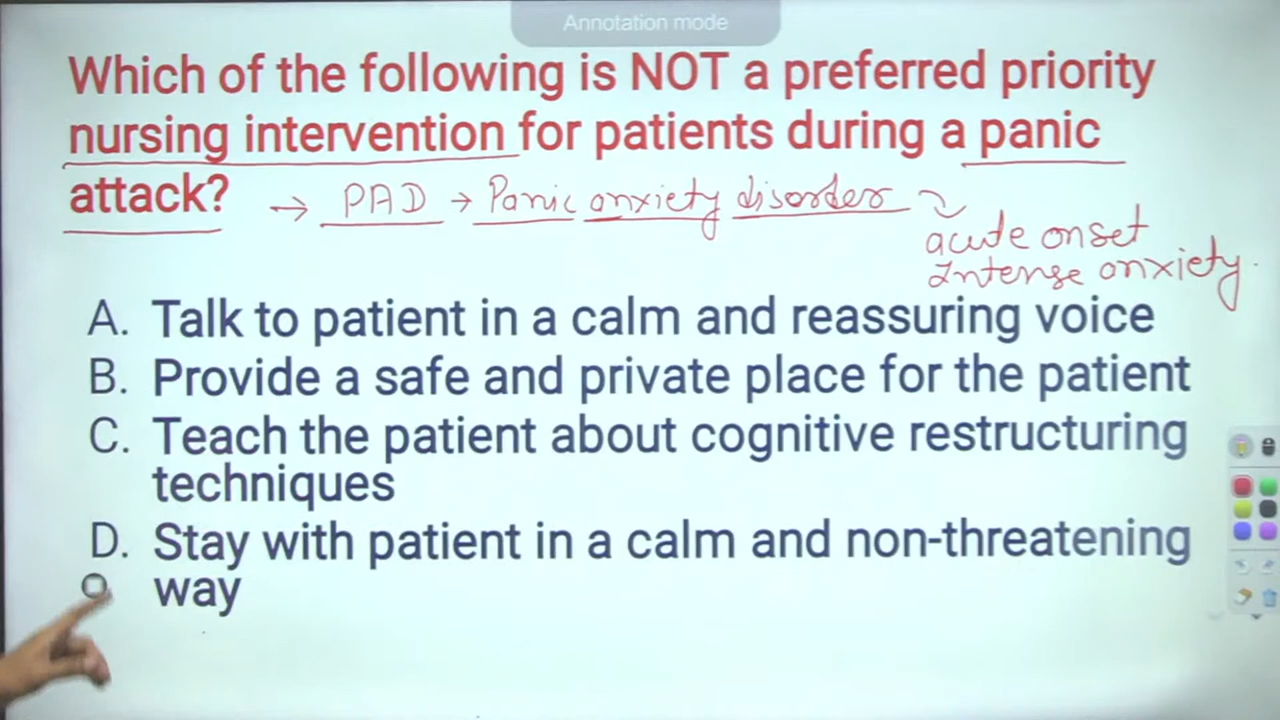 Annotation mode
Which of the following is NOT a preferred priority
nursing intervention for patients during a panic
attack? → PAD → Panic anxiety disorder
acute onset
Intense anxiety.
A. Talk to patient in a calm and reassuring voice
B. Provide a safe and private place for the patient
C. Teach the patient about cognitive restructuring
techniques
D. Stay with patient in a calm and non-threatening
way